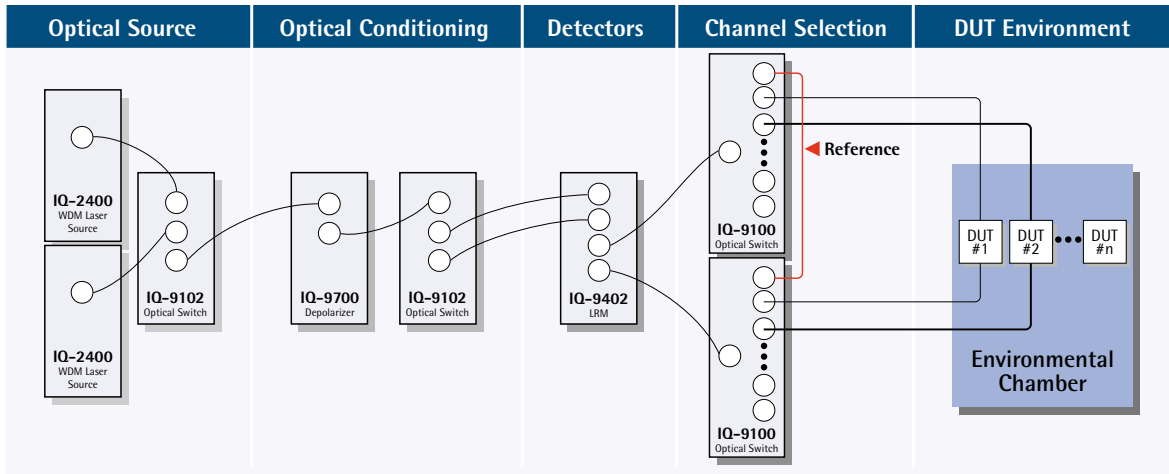 Optical Source
Optical Conditioning
Detectors
Channel Selection
DUT Environment
IQ-2400
WDM Laser
Source
IQ-2400
WDM Laser
Source
IQ-9102
Optical Switch
IQ-9700
Depolarizer
IQ-9102
Optical Switch
IQ-9402
LRM
IQ-9100
Optical Switch
IQ-9100
Optical Switch
Reference
DUT
#1
DUT
#2
DUT
#n
Environmental
Chamber